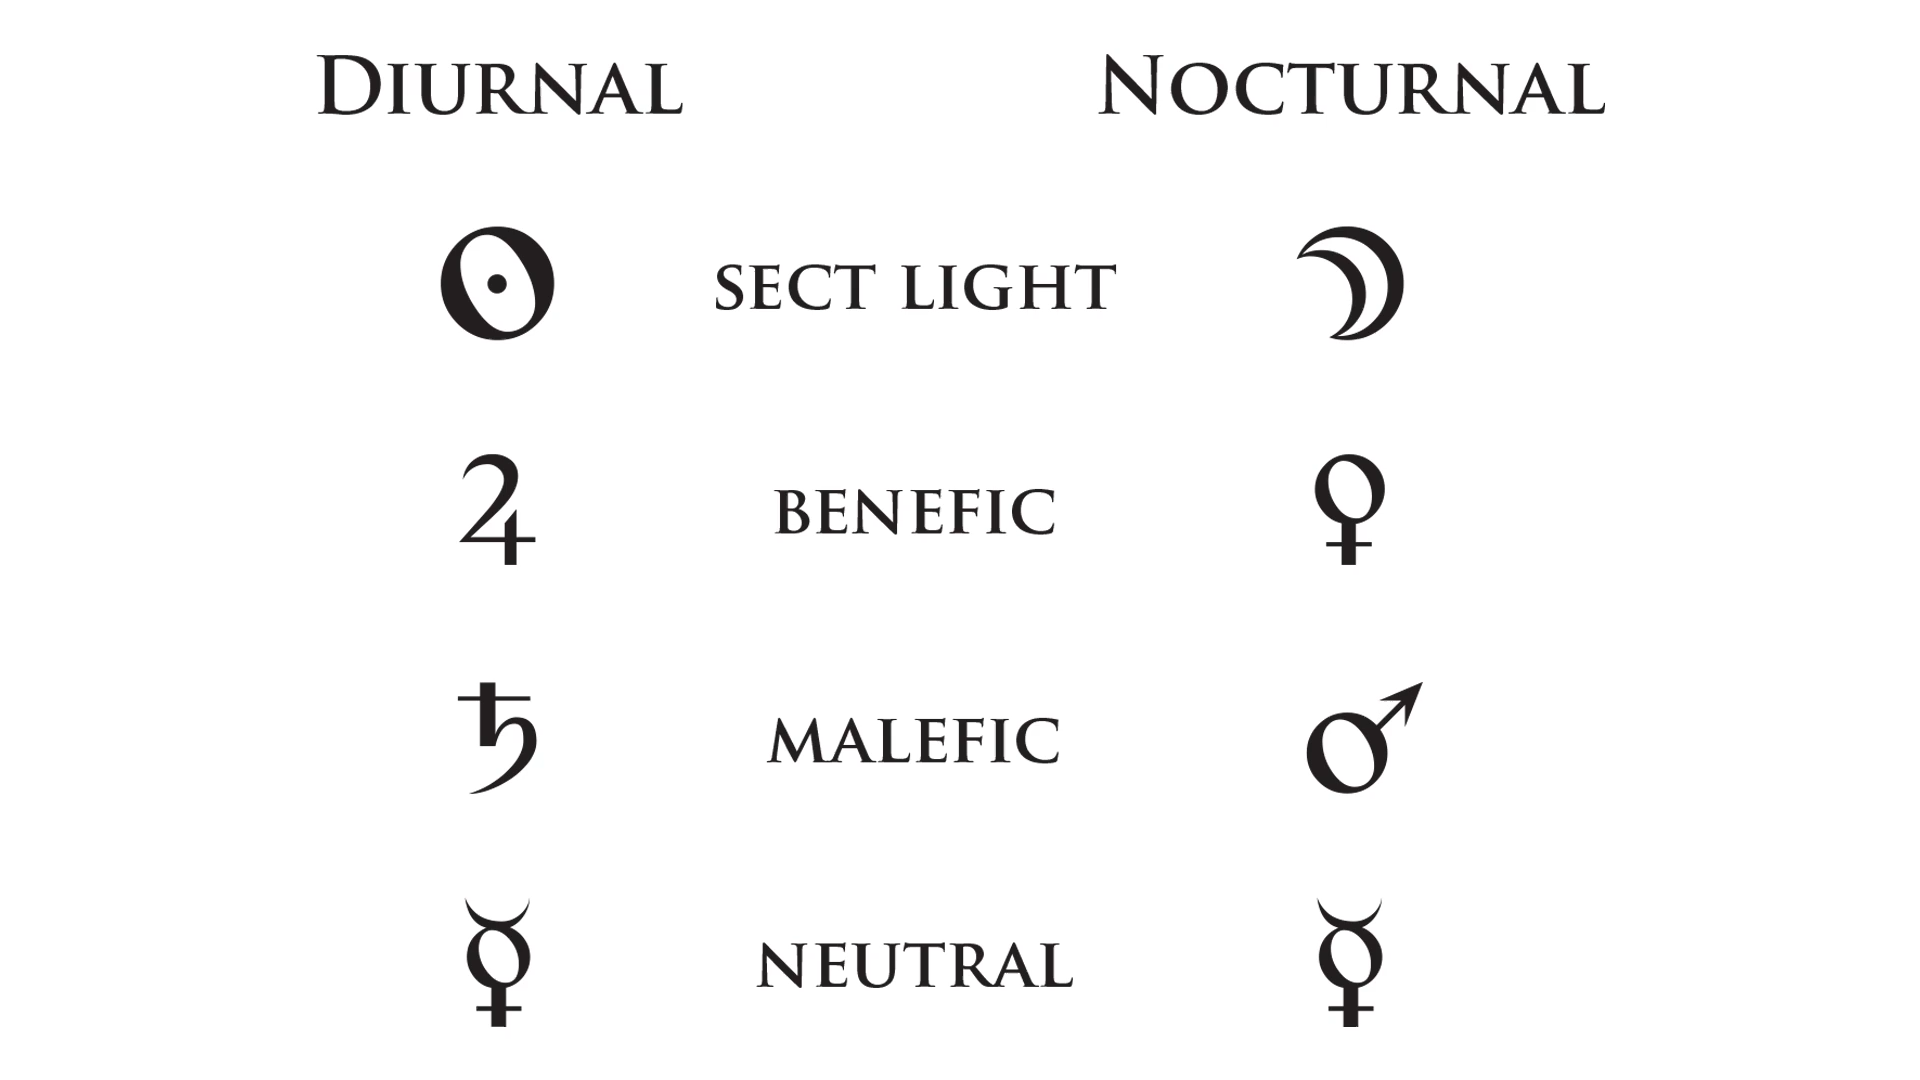 Diurnal Nocturnal
☉ sect light ☽
♃ benefic ♀
♄ malefic ♂
☿ neutral ☿